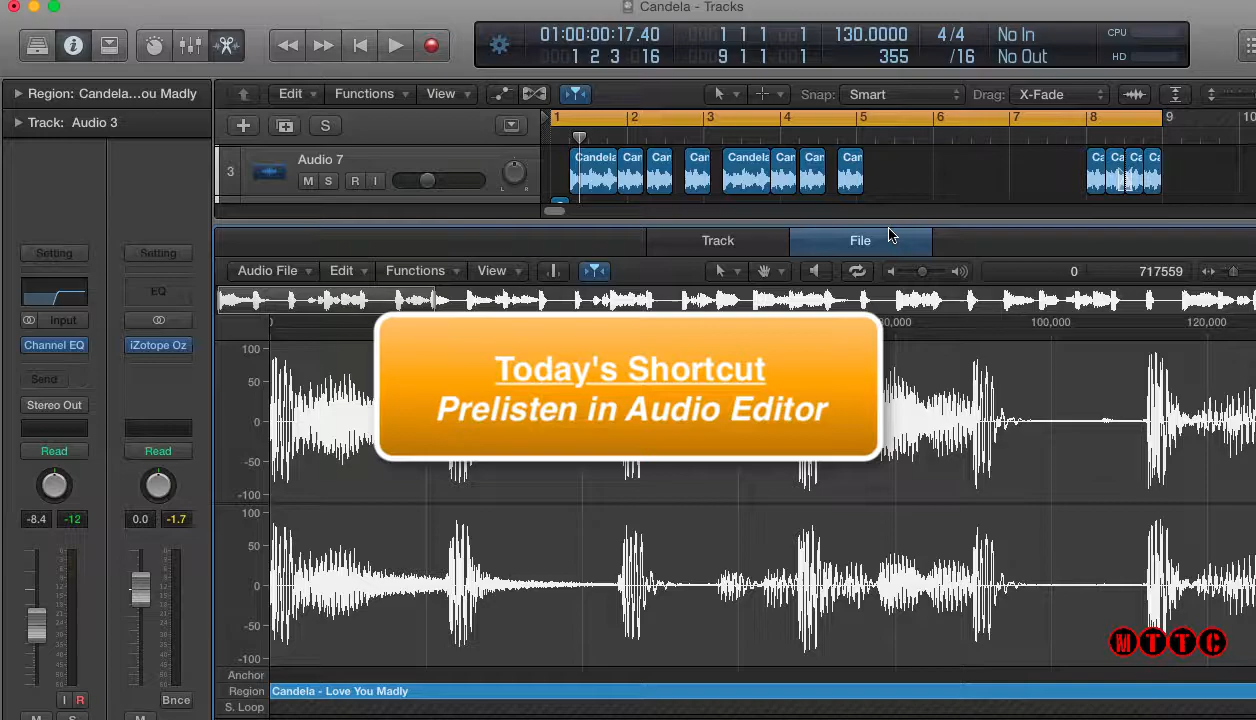 Candela - Tracks
01:00:00:17.40 1 1 1 1 130.0000 4/4 No In CPU
1 2 3 16 9 1 1 1 355 /16 No Out HD
Region: Candela...ou Madly
Edit Functions View Snap: Smart Drag: X-Fade
Track: Audio 3
S
1 2 3 4 5 6 7 8 9 10
3
Audio 7
M S R I
L R
Candela Can Can Can Candela Can Can Can Ca Ca Ca Ca
Track File
Setting Setting
Audio File Edit Functions View 0 717559
EQ
Input
0 80,000 100,000 120,000
Channel EQ iZotope Oz
Send
Stereo Out
Read Read
-8.4 -12 0.0 -1.7
100
50
0
-50
-100
100
50
0
-50
-100
Today's Shortcut
Prelisten in Audio Editor
MTTC
I R Bnce
M S M
Anchor
Region Candela - Love You Madly
S. Loop